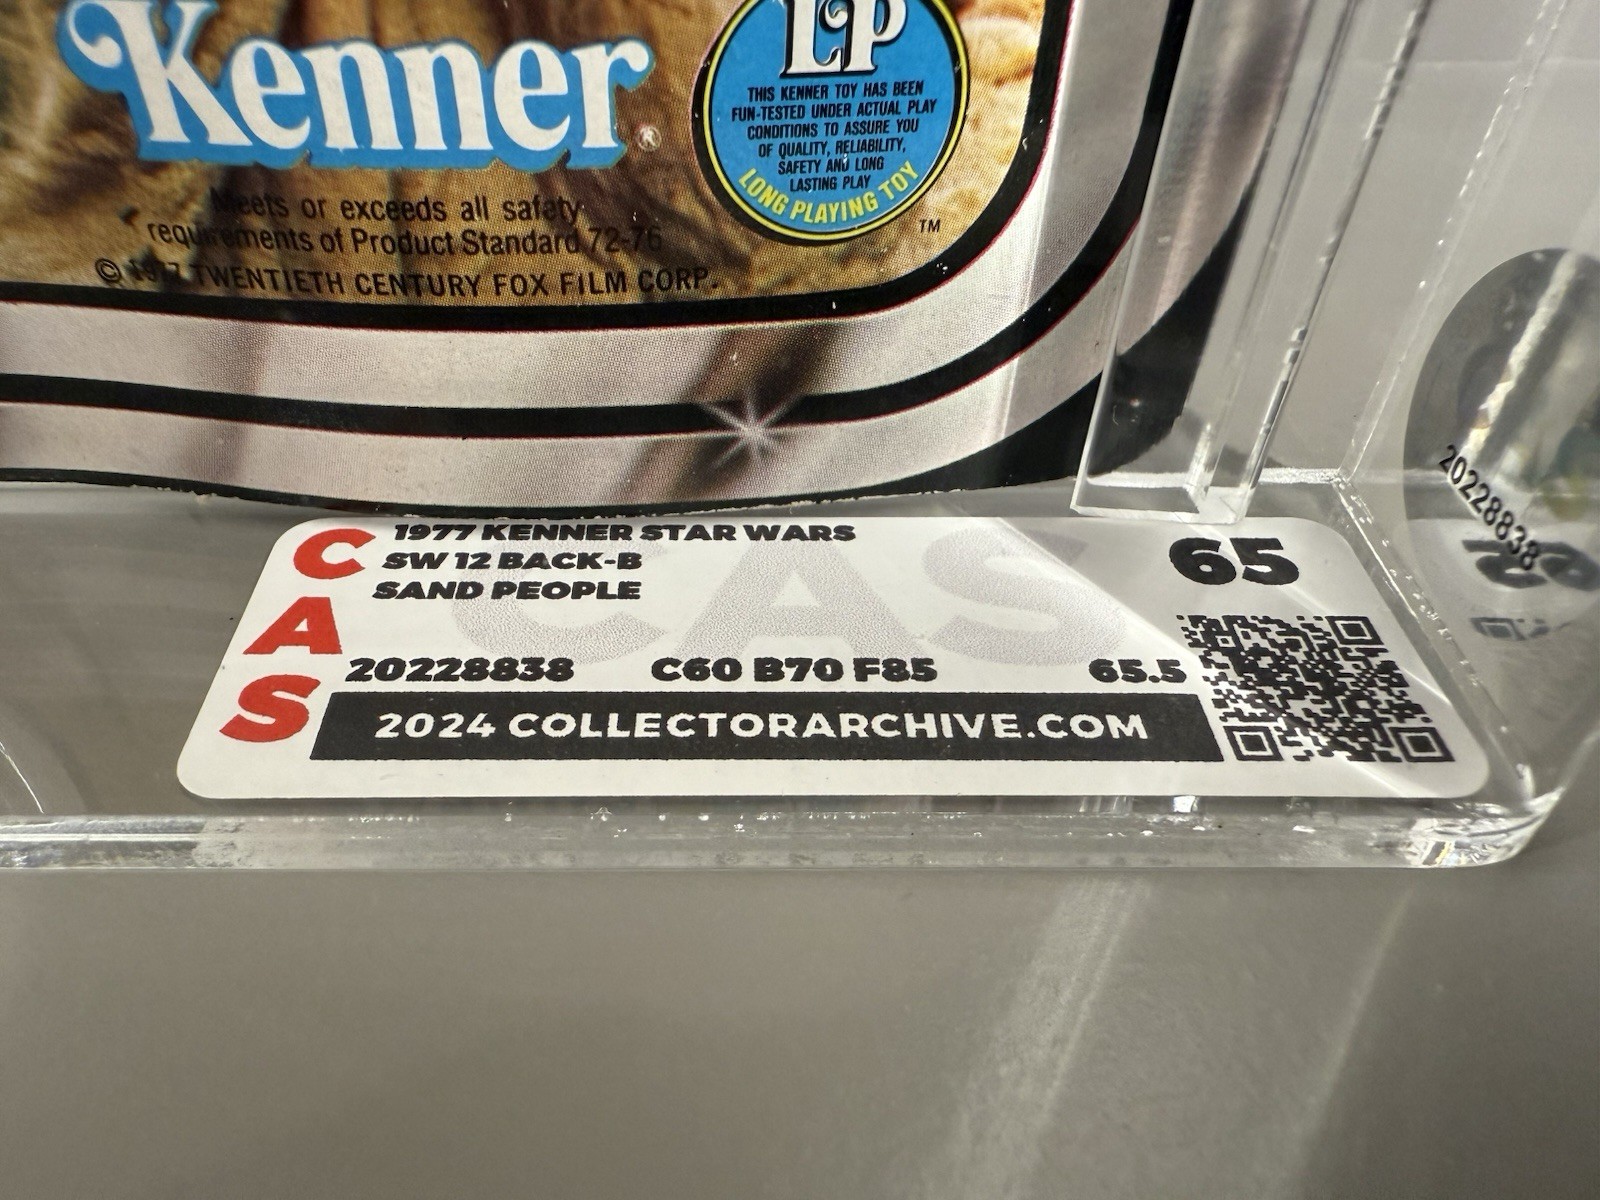 Kenner®
LP
THIS KENNER TOY HAS BEEN
FUN-TESTED UNDER ACTUAL PLAY
CONDITIONS TO ASSURE YOU
OF QUALITY, RELIABILITY,
SAFETY AND LONG
LASTING PLAY
LONG PLAYING TOY
TM
Meets or exceeds all safety
requirements of Product Standard 72-76
© 1977 TWENTIETH CENTURY FOX FILM CORP.
CAS
1977 KENNER STAR WARS
SW 12 BACK-B
SAND PEOPLE
CAS
65
20228838 C60 B70 F85 65.5
2024 COLLECTORARCHIVE.COM
20228838